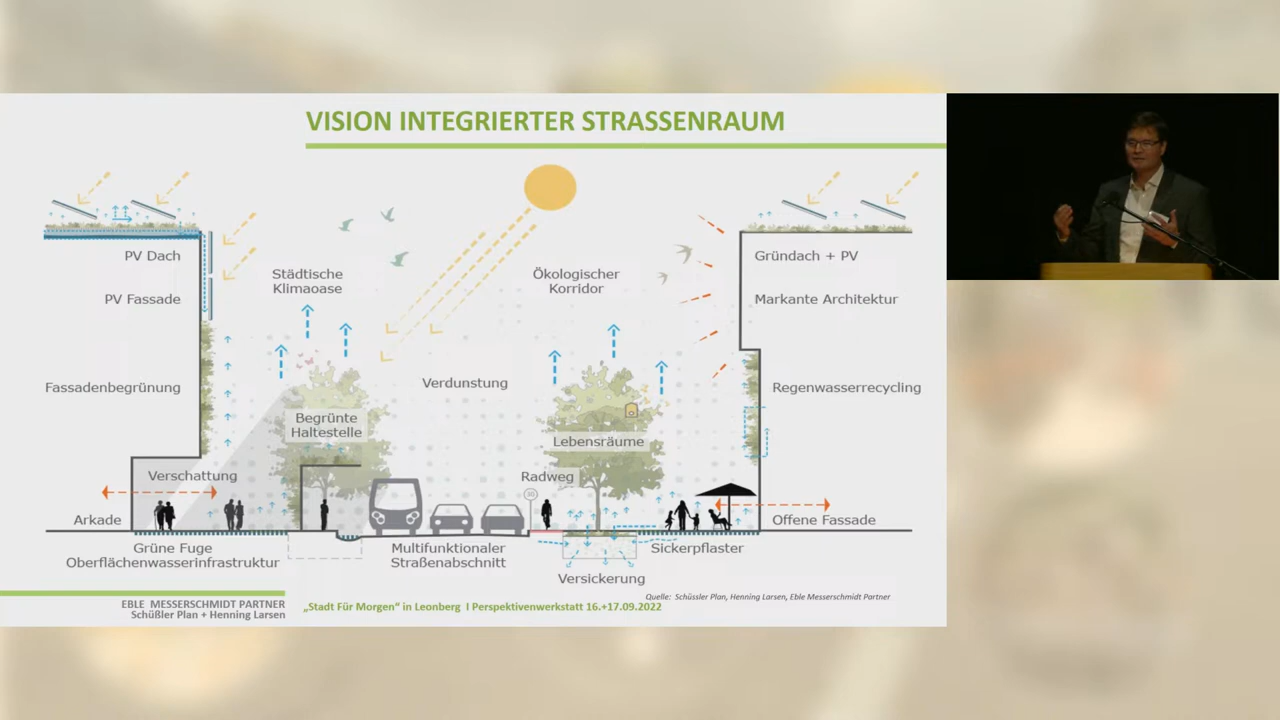 VISION INTEGRIERTER STRASSENRAUM
PV Dach
PV Fassade
Fassadenbegrünung
Verschattung
Arkade
Grüne Fuge
Oberflächenwasserinfrastruktur
Städtische
Klimaoase
Begrünte
Haltestelle
Verdunstung
Multifunktionaler
Straßenabschnitt
Ökologischer
Korridor
Lebensräume
Radweg
30
Versickerung
Sickerpflaster
Gründach + PV
Markante Architektur
Regenwasserrecycling
Offene Fassade
Quelle: Schüssler Plan, Henning Larsen, Eble Messerschmidt Partner
EBLE MESSERSCHMIDT PARTNER
Schüßler Plan + Henning Larsen
„Stadt Für Morgen“ in Leonberg I Perspektivenwerkstatt 16.+17.09.2022